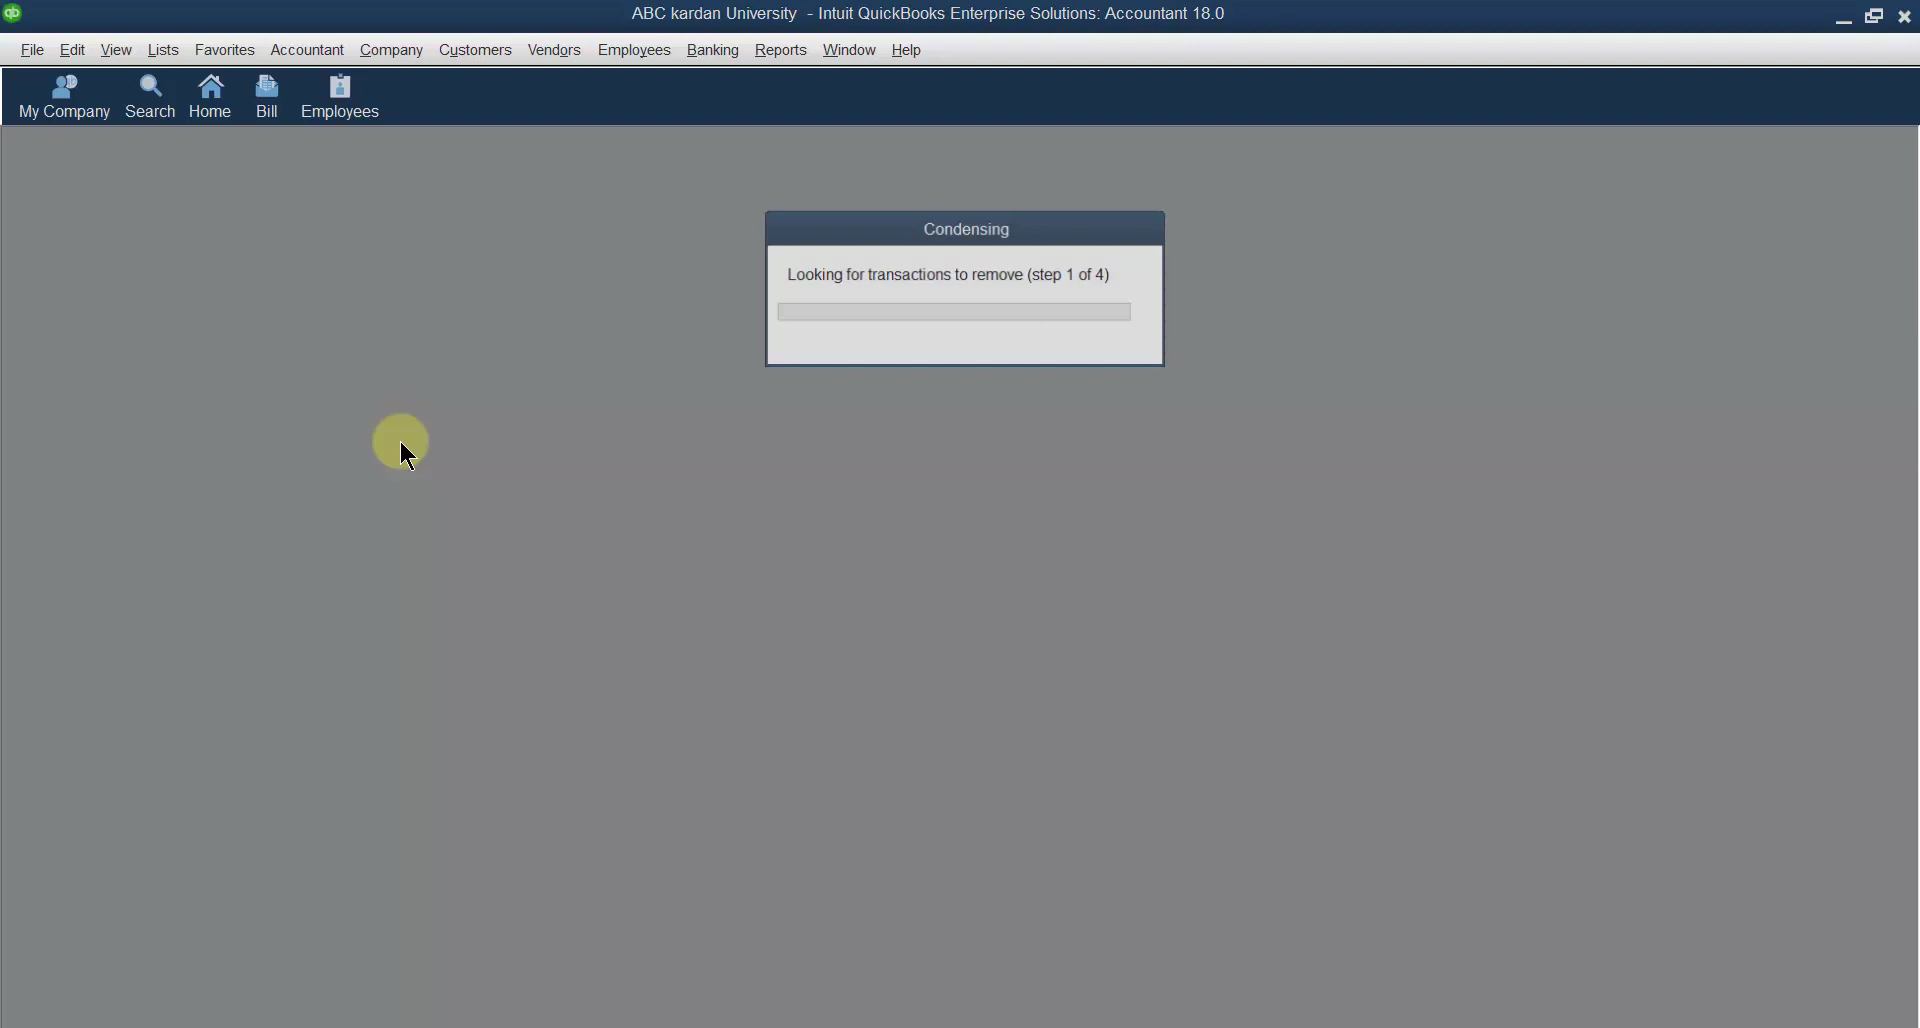 ABC kardan University - Intuit QuickBooks Enterprise Solutions: Accountant 18.0
File Edit View Lists Favorites Accountant Company Customers Vendors Employees Banking Reports Window Help
My Company Search Home Bill Employees
Condensing
Looking for transactions to remove (step 1 of 4)